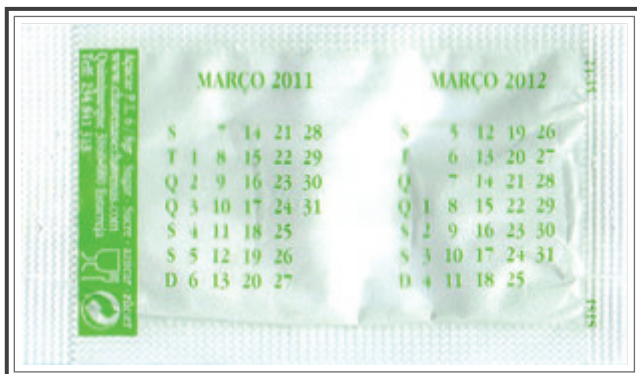 MARÇO 2011
S 7 14 21 28
T 1 8 15 22 29
Q 2 9 16 23 30
Q 3 10 17 24 31
S 4 11 18 25
S 5 12 19 26
D 6 13 20 27
MARÇO 2012
S 5 12 19 26
T 6 13 20 27
Q 7 14 21 28
Q 1 8 15 22 29
S 2 9 16 23 30
S 3 10 17 24 31
D 4 11 18 25